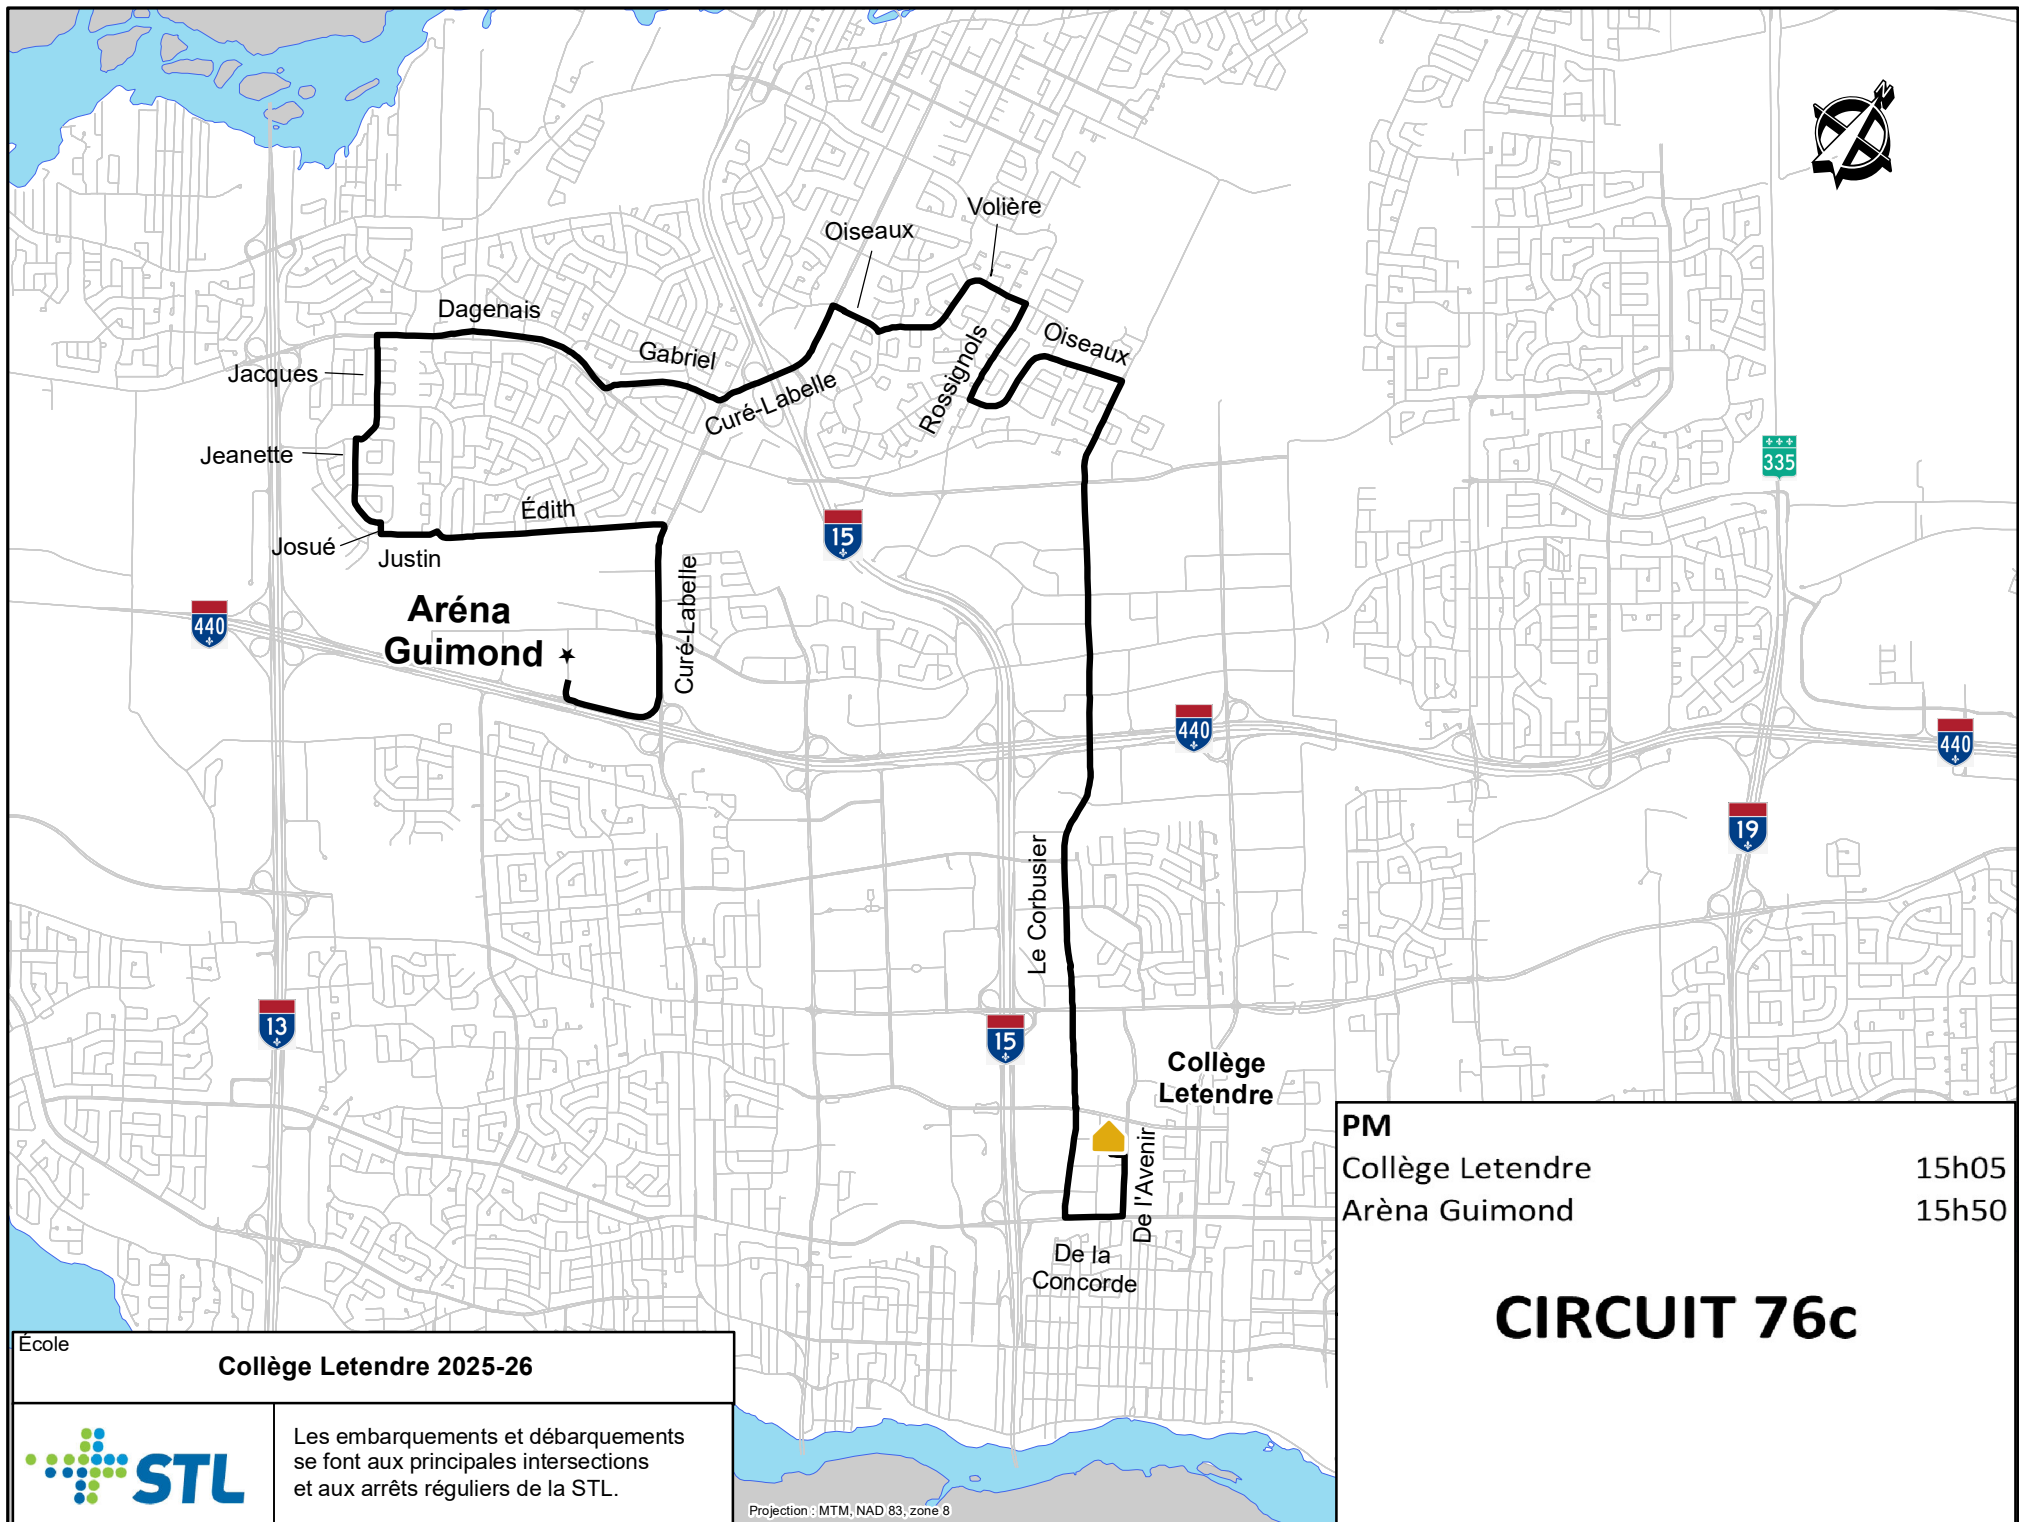 N
Volière
Oiseaux
Dagenais
Gabriel
Oiseaux
Rossignols
Jacques
Curé-Labelle
Jeanette
335
Édith
15
Josué
Justin
Curé-Labelle
Aréna
Guimond
440
440
440
19
Le Corbusier
13
15
Collège
Letendre
De l'Avenir
De la
Concorde
PM
Collège Letendre 15h05
Arèna Guimond 15h50
CIRCUIT 76c
École
Collège Letendre 2025-26
STL
Les embarquements et débarquements
se font aux principales intersections
et aux arrêts réguliers de la STL.
Projection : MTM, NAD 83, zone 8